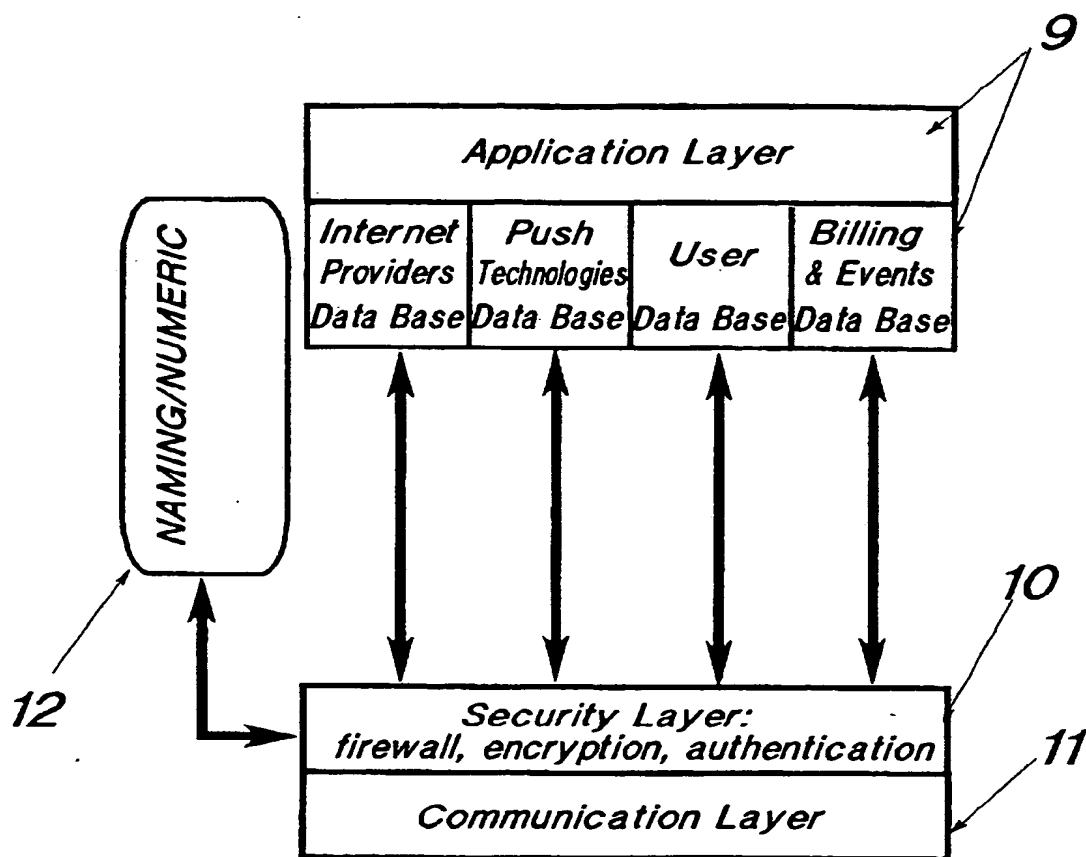 9
Application Layer
Internet
Providers
Data Base
Push
Technologies
Data Base
User
Data Base
Billing
& Events
Data Base
NAMING/NUMERIC
10
12
Security Layer:
firewall, encryption, authentication
11
Communication Layer